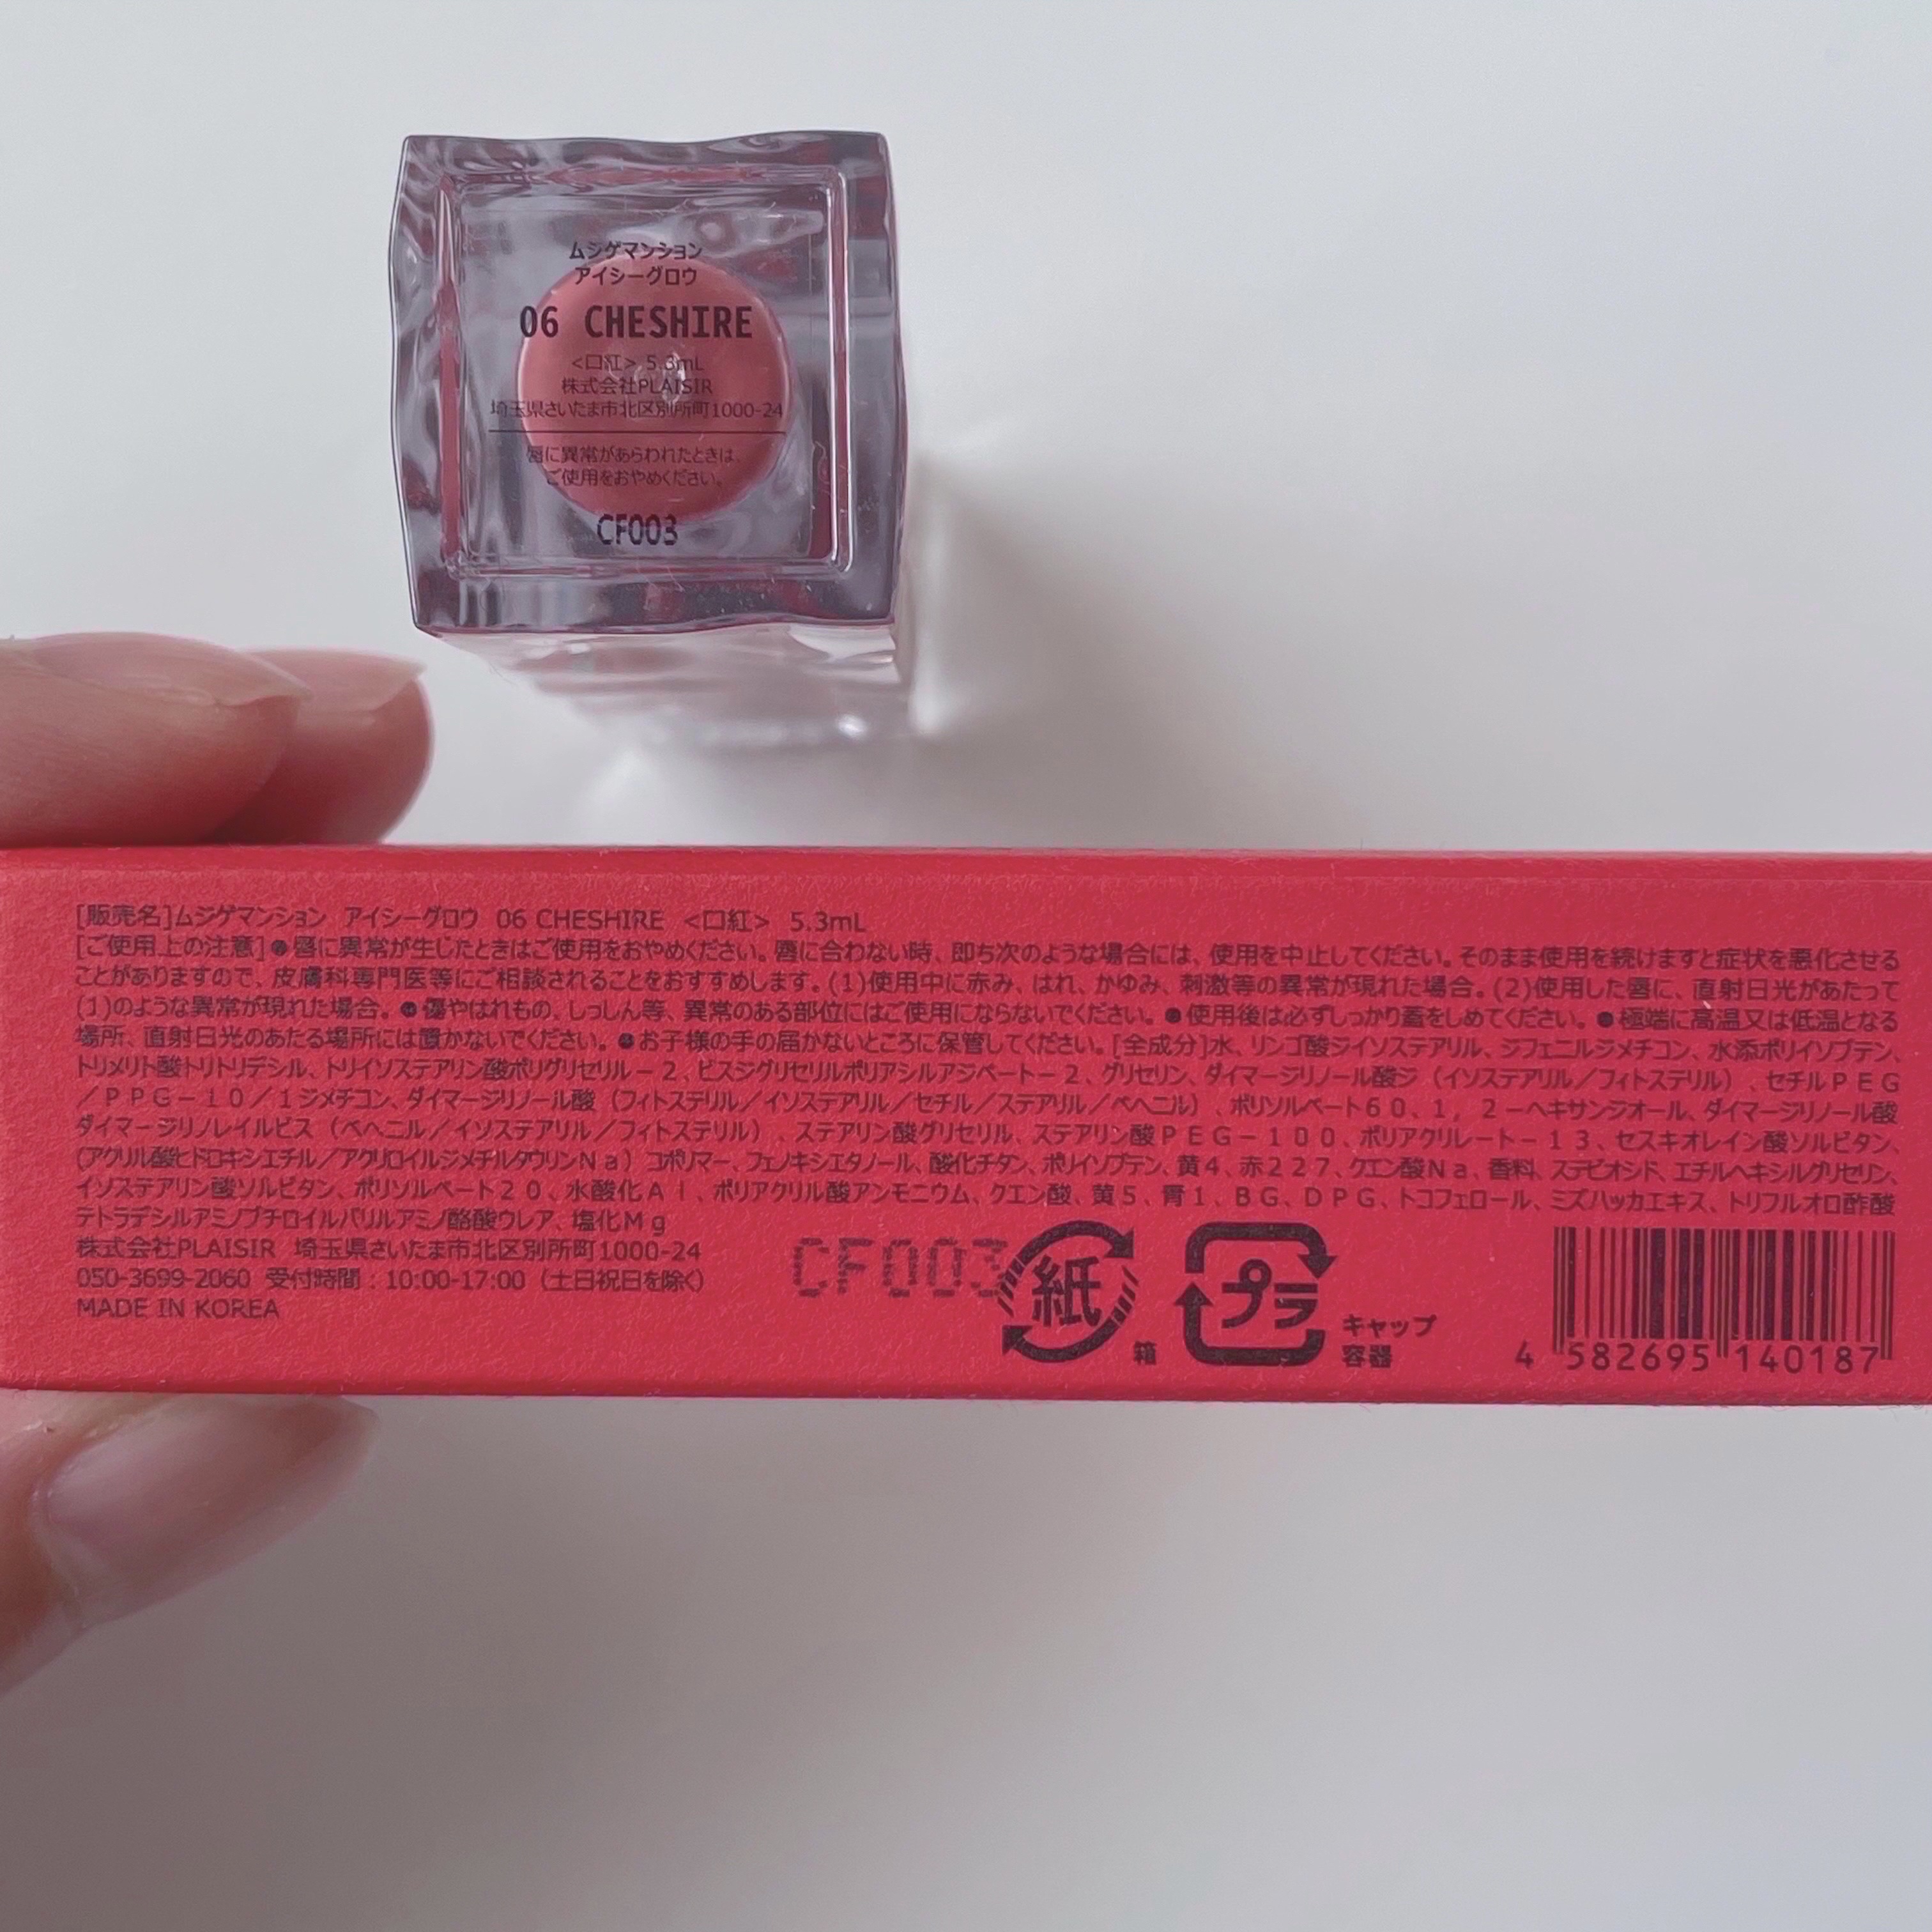 ムジゲマンション
アイシーグロウ
06 CHESHIRE
<口紅> 5.3mL
株式会社PLAISIR
埼玉県さいたま市北区別所町1000-24
唇に異常があらわれたときは、
ご使用をおやめください。
CF003
[販売名]ムジゲマンション アイシーグロウ 06 CHESHIRE <口紅> 5.3mL
[ご使用上の注意]●唇に異常が生じたときはご使用をおやめください。唇に合わない時、即ち次のような場合には、使用を中止してください。そのまま使用を続けますと症状を悪化させる
ことがありますので、皮膚科専門医等にご相談されることをおすすめします。(1)使用中に赤み、はれ、かゆみ、刺激等の異常が現れた場合。(2)使用した唇に、直射日光があたって
(1)のような異常が現れた場合。●傷やはれもの、しっしん等、異常のある部位にはご使用にならないでください。●使用後は必ずしっかり蓋をしめてください。●極端に高温又は低温となる
場所、直射日光のあたる場所には置かないでください。●お子様の手の届かないところに保管してください。[全成分]水、リンゴ酸ジイソステアリル、ジフェニルジメチコン、水添ポリイソブテン、
トリメリト酸トリトリデシル、トリイソステアリン酸ポリグリセリル－２、ビスジグリセリルポリアシルアジペート－２、グリセリン、ダイマージリノール酸ジ（イソステアリル／フィトステリル）、セチルＰＥＧ
／ＰＰＧ－１０／１ジメチコン、ダイマージリノール酸（フィトステリル／イソステアリル／セチル／ステアリル／ベヘニル）、ポリソルベート６０、１，２－ヘキサンジオール、ダイマージリノール酸
ダイマージリノレイルビス（ベヘニル／イソステアリル／フィトステリル）、ステアリン酸グリセリル、ステアリン酸ＰＥＧ－１００、ポリアクリレート－１３、セスキオレイン酸ソルビタン、
(アクリル酸ヒドロキシエチル／アクリロイルジメチルタウリンＮａ）コポリマー、フェノキシエタノール、酸化チタン、ポリイソブテン、黄４、赤２２７、クエン酸Ｎａ、香料、ステビオシド、エチルヘキシルグリセリン、
イソステアリン酸ソルビタン、ポリソルベート２０、水酸化Ａｌ、ポリアクリル酸アンモニウム、クエン酸、黄５、青１、ＢＧ、ＤＰＧ、トコフェロール、ミズハッカエキス、トリフルオロ酢酸
テトラデシルアミノブチロイルバリルアミノ酪酸ウレア、塩化Ｍｇ
株式会社PLAISIR 埼玉県さいたま市北区別所町1000-24
050-3699-2060 受付時間：10:00-17:00（土日祝日を除く）
MADE IN KOREA
CF003
紙
箱
プラ
キャップ
容器
4 582695 140187